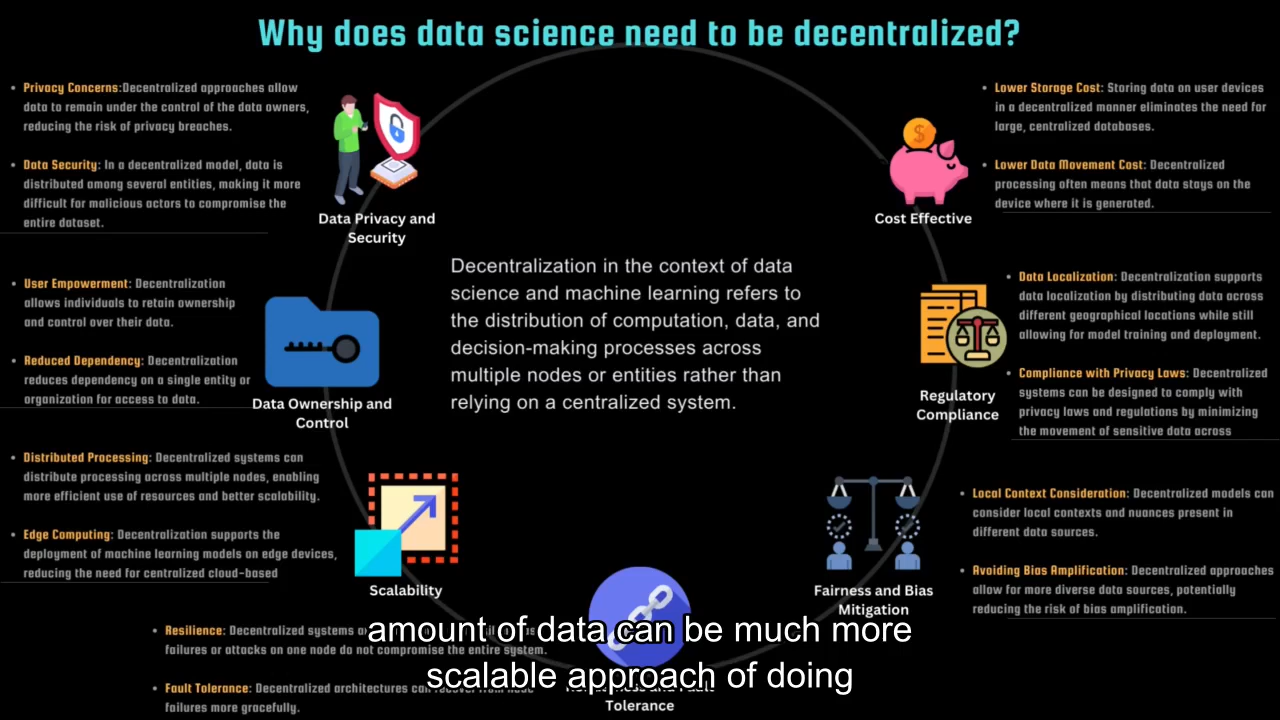 Why does data science need to be decentralized?
• Privacy Concerns:Decentralized approaches allow
data to remain under the control of the data owners,
reducing the risk of privacy breaches.
• Data Security: In a decentralized model, data is
distributed among several entities, making it more
difficult for malicious actors to compromise the
entire dataset.
Data Privacy and
Security
• User Empowerment: Decentralization
allows individuals to retain ownership
and control over their data.
• Reduced Dependency: Decentralization
reduces dependency on a single entity or
organization for access to data.
Data Ownership and
Control
• Distributed Processing: Decentralized systems can
distribute processing across multiple nodes, enabling
more efficient use of resources and better scalability.
• Edge Computing: Decentralization supports the
deployment of machine learning models on edge devices,
reducing the need for centralized cloud-based
Scalability
Decentralization in the context of data
science and machine learning refers to
the distribution of computation, data, and
decision-making processes across
multiple nodes or entities rather than
relying on a centralized system.
• Lower Storage Cost: Storing data on user devices
in a decentralized manner eliminates the need for
large, centralized databases.
• Lower Data Movement Cost: Decentralized
processing often means that data stays on the
device where it is generated.
Cost Effective
• Data Localization: Decentralization supports
data localization by distributing data across
different geographical locations while still
allowing for model training and deployment.
• Compliance with Privacy Laws: Decentralized
systems can be designed to comply with
privacy laws and regulations by minimizing
the movement of sensitive data across
Regulatory
Compliance
• Local Context Consideration: Decentralized models can
consider local contexts and nuances present in
different data sources.
• Avoiding Bias Amplification: Decentralized approaches
allow for more diverse data sources, potentially
reducing the risk of bias amplification.
Fairness and Bias
Mitigation
• Resilience: Decentralized systems
failures or attacks on one node do not compromise the entire system.
• Fault Tolerance: Decentralized architectures can
failures more gracefully.
Tolerance
amount of data can be much more
scalable approach of doing